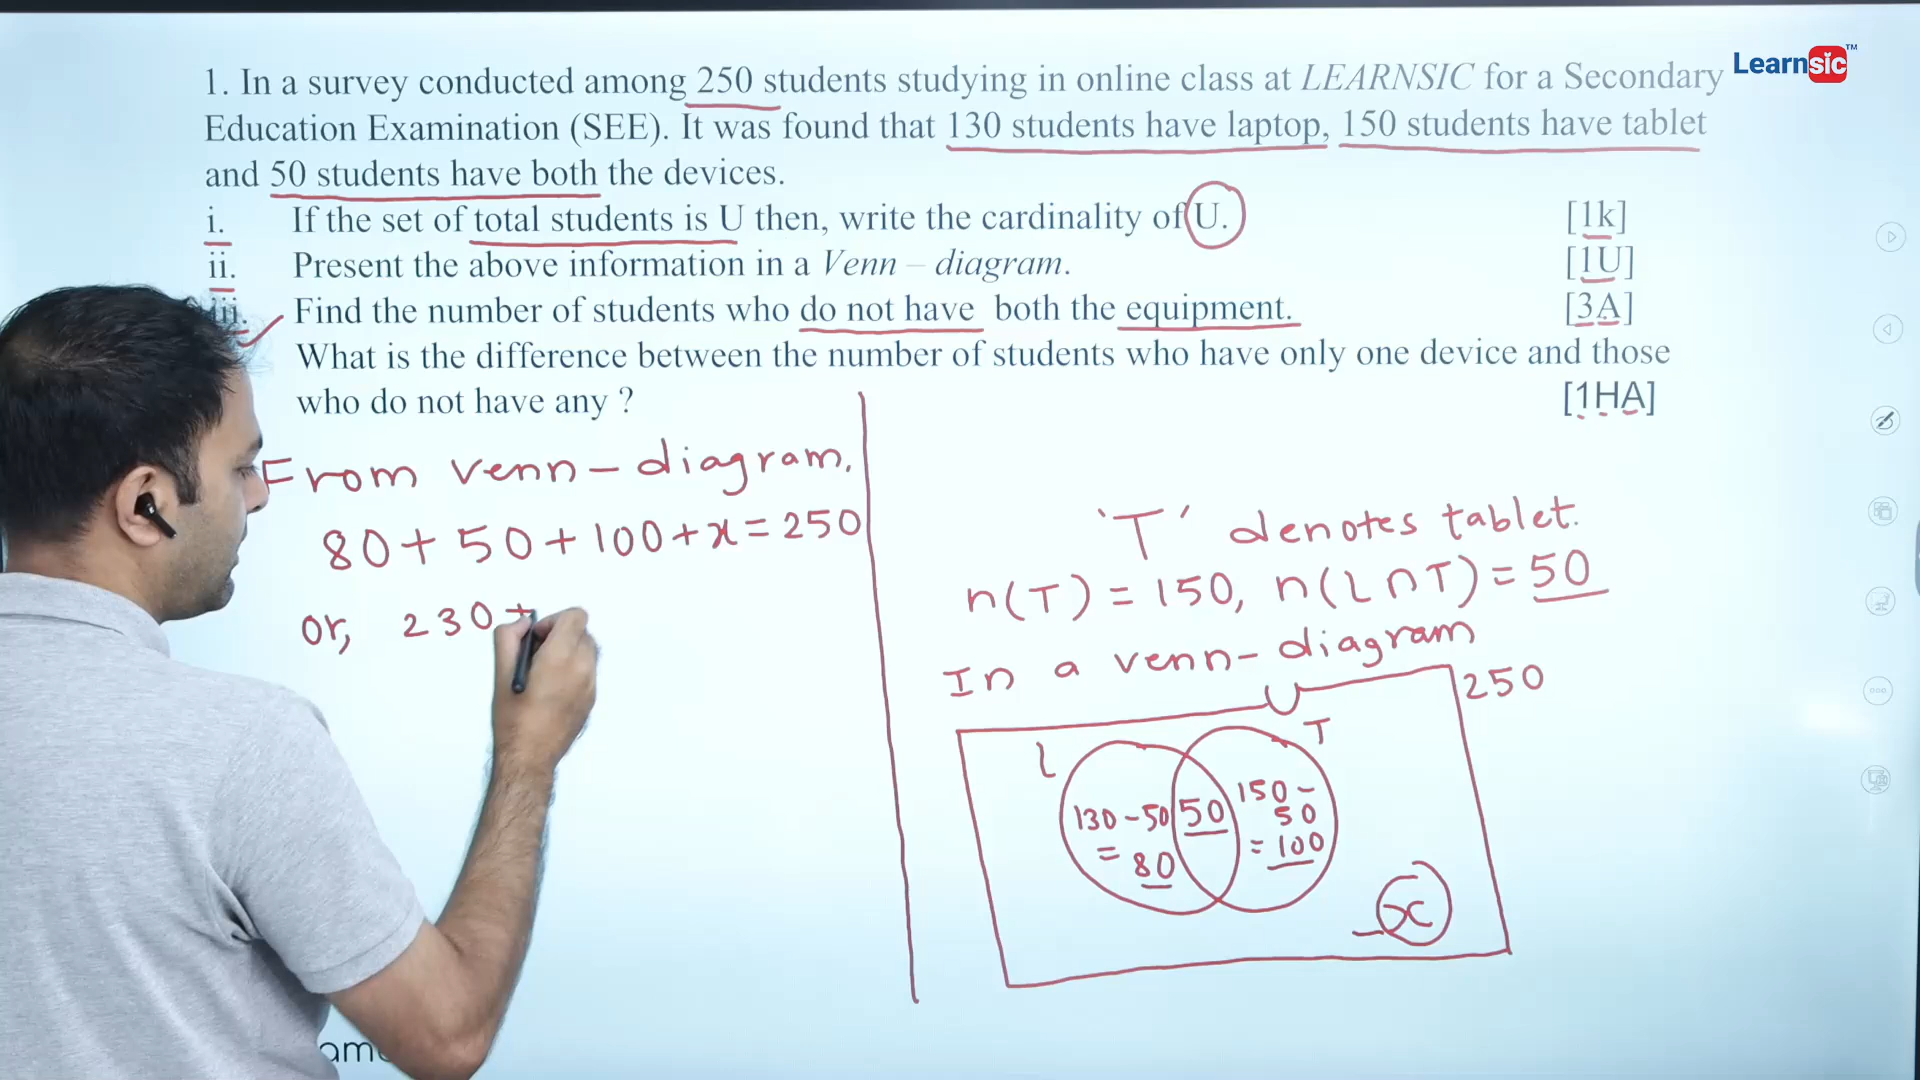 Learnsic™
1. In a survey conducted among 250 students studying in online class at LEARNSIC for a Secondary
Education Examination (SEE). It was found that 130 students have laptop, 150 students have tablet
and 50 students have both the devices.
i. If the set of total students is U then, write the cardinality of U. [1k]
ii. Present the above information in a Venn – diagram. [1U]
iii. Find the number of students who do not have both the equipment. [3A]
What is the difference between the number of students who have only one device and those
who do not have any ? [1HA]
From venn-diagram,
80 + 50 + 100 + x = 250
or, 230 +
'T' denotes tablet.
n(T) = 150, n(L∩T) = 50
In a venn-diagram
U 250
L T
130-50 = 80
50
150-50 = 100
x